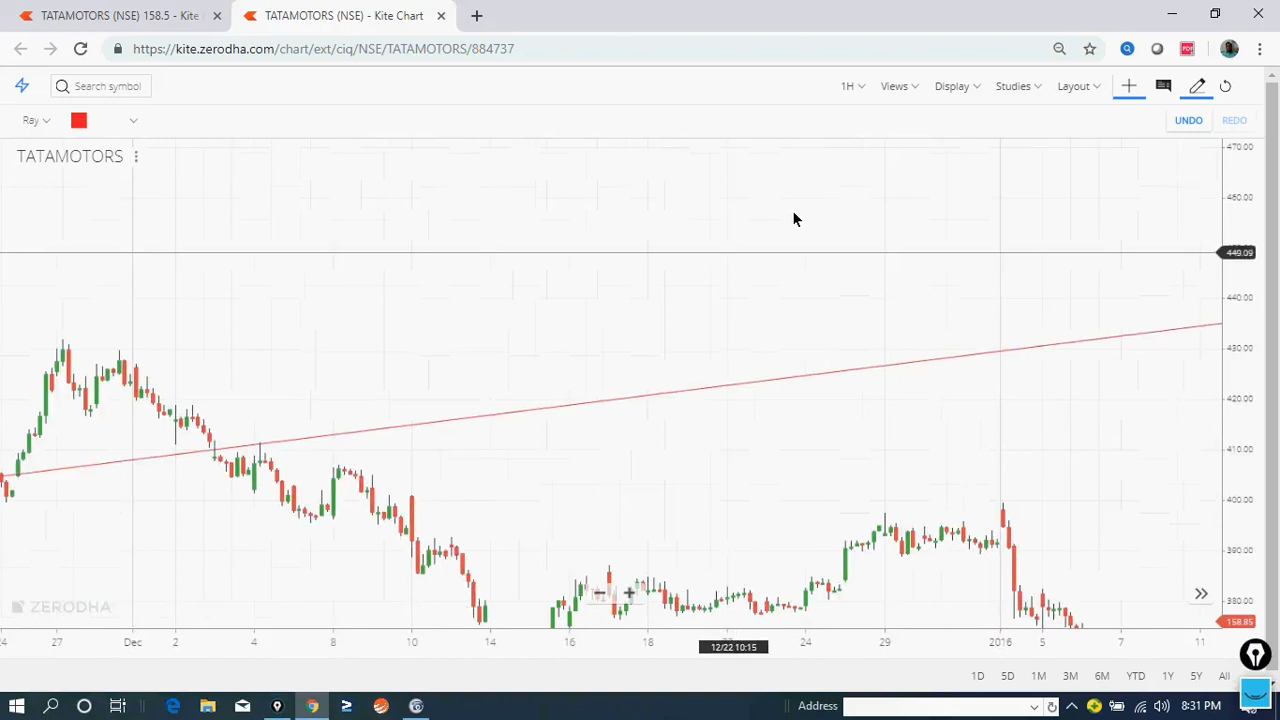 TATAMOTORS (NSE) 158.5 - Kite
TATAMOTORS (NSE) - Kite Chart
https://kite.zerodha.com/chart/ext/ciq/NSE/TATAMOTORS/884737
PDF
Search symbol
1H
Views
Display
Studies
Layout
Ray
UNDO
REDO
TATAMOTORS
470.00
460.00
449.09
440.00
430.00
420.00
410.00
400.00
390.00
380.00
158.85
ZERODHA
27 Dec 2 4 8 10 14 16 18 24 29 2016 5 7 11
12/22 10:15
1D 5D 1M 3M 6M YTD 1Y 5Y All
Address
8:31 PM